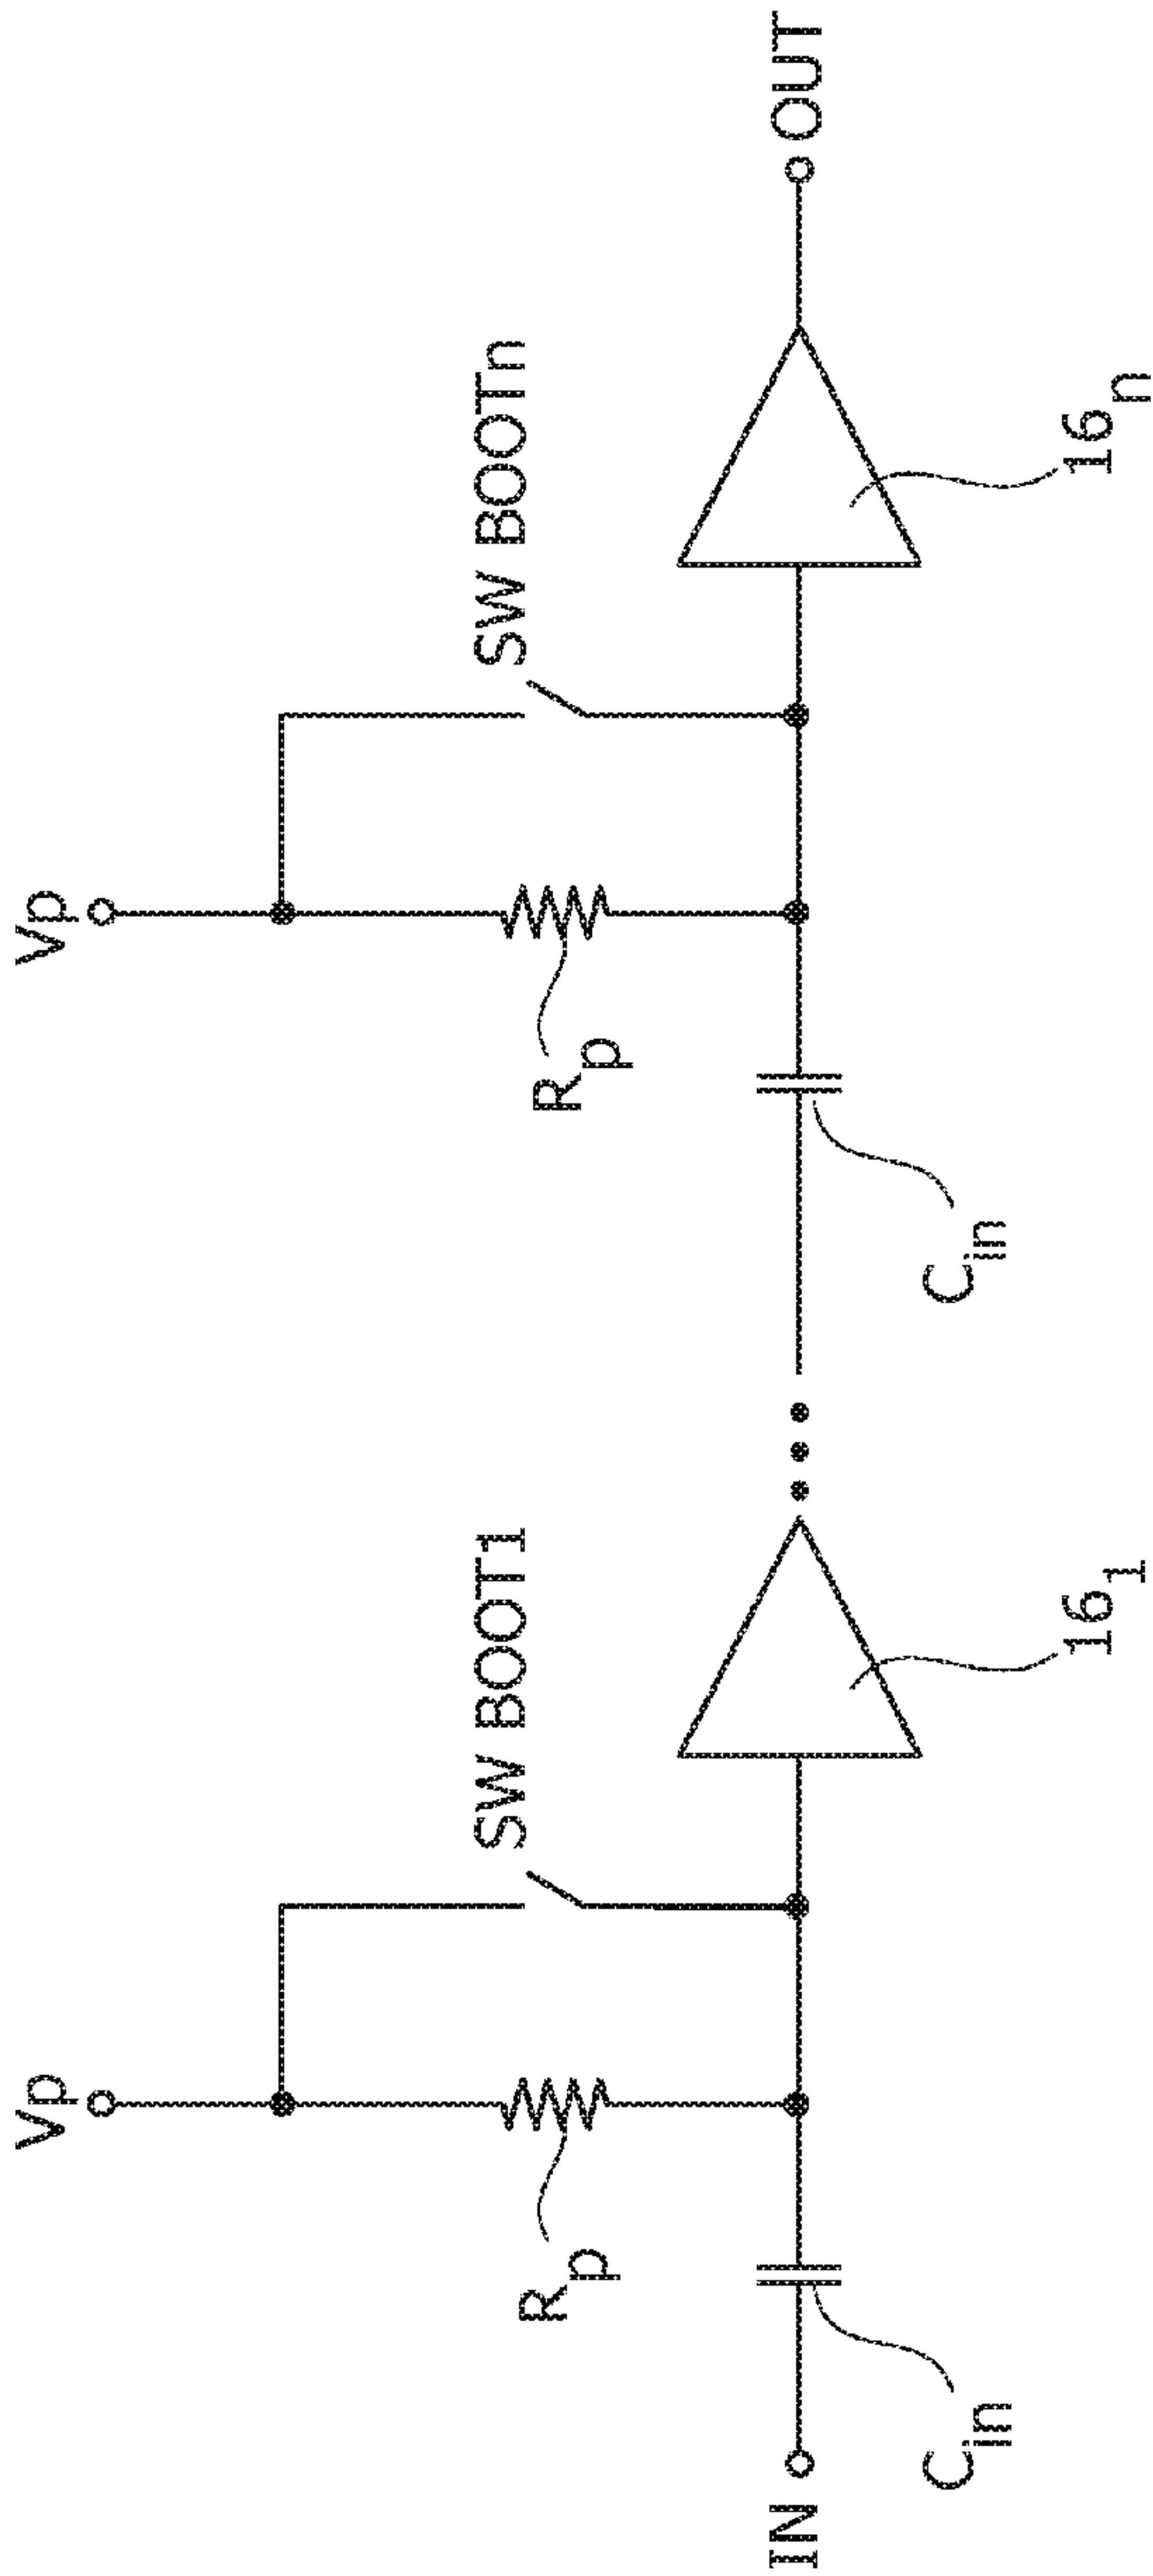 Vp
Vp
SW BOOT1
SW BOOTn
Rp
Rp
IN
OUT
Cin
Cin
161
16n